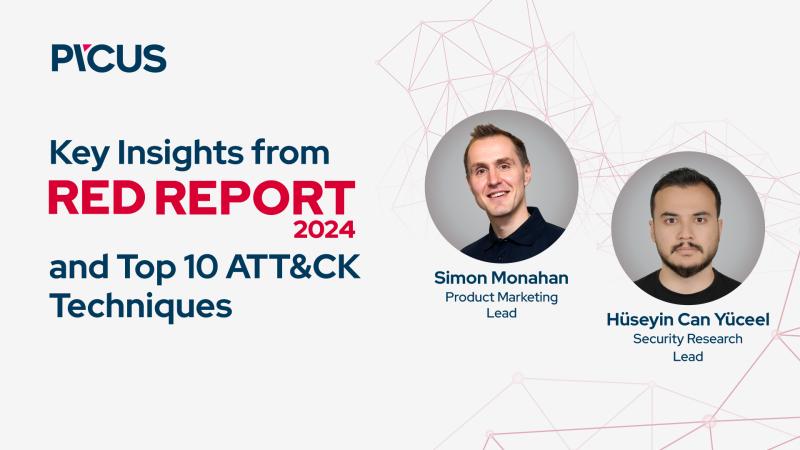 PICUS
Key Insights from
RED REPORT
2024
and Top 10 ATT&CK
Techniques
Simon Monahan
Product Marketing
Lead
Hüseyin Can Yüceel
Security Research
Lead